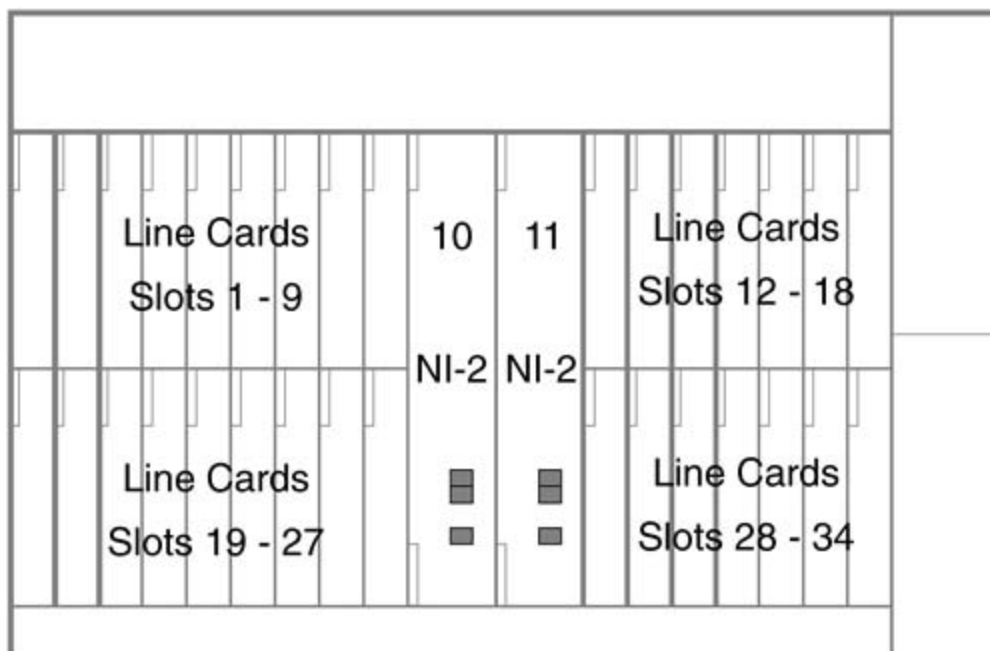 Line Cards
Slots 1 - 9
10
11
Line Cards
Slots 12 - 18
NI-2
NI-2
Line Cards
Slots 19 - 27
Line Cards
Slots 28 - 34